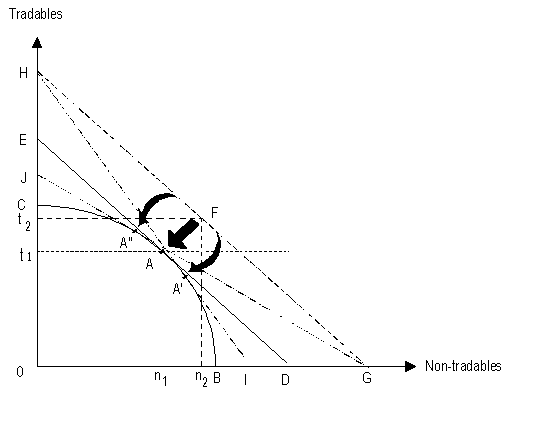 Tradables
H
E
J
C
t2
F
A"
t1
A
A'
0
n1
n2
B
I
D
G
Non-tradables